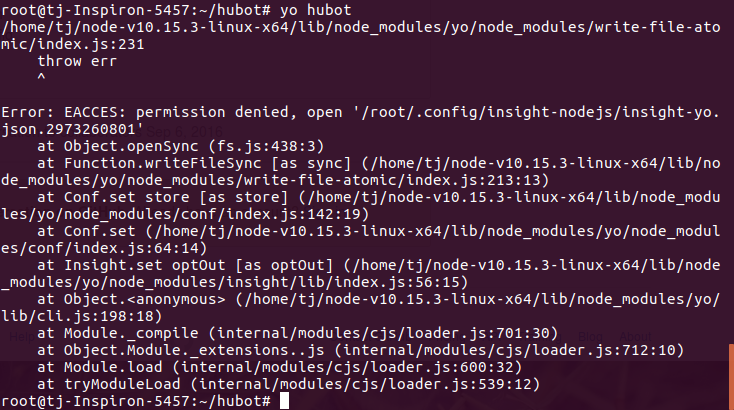 root@tj-Inspiron-5457:~/hubot# yo hubot
/home/tj/node-v10.15.3-linux-x64/lib/node_modules/yo/node_modules/write-file-ato
mic/index.js:231
    throw err
    ^

Error: EACCES: permission denied, open '/root/.config/insight-nodejs/insight-yo.
json.2973260801'
    at Object.openSync (fs.js:438:3)
    at Function.writeFileSync [as sync] (/home/tj/node-v10.15.3-linux-x64/lib/no
de_modules/yo/node_modules/write-file-atomic/index.js:213:13)
    at Conf.set store [as store] (/home/tj/node-v10.15.3-linux-x64/lib/node_modu
les/yo/node_modules/conf/index.js:142:19)
    at Conf.set (/home/tj/node-v10.15.3-linux-x64/lib/node_modules/yo/node_modul
es/conf/index.js:64:14)
    at Insight.set optOut [as optOut] (/home/tj/node-v10.15.3-linux-x64/lib/node
_modules/yo/node_modules/insight/lib/index.js:56:15)
    at Object.<anonymous> (/home/tj/node-v10.15.3-linux-x64/lib/node_modules/yo/
lib/cli.js:198:18)
    at Module._compile (internal/modules/cjs/loader.js:701:30)
    at Object.Module._extensions..js (internal/modules/cjs/loader.js:712:10)
    at Module.load (internal/modules/cjs/loader.js:600:32)
    at tryModuleLoad (internal/modules/cjs/loader.js:539:12)
root@tj-Inspiron-5457:~/hubot#